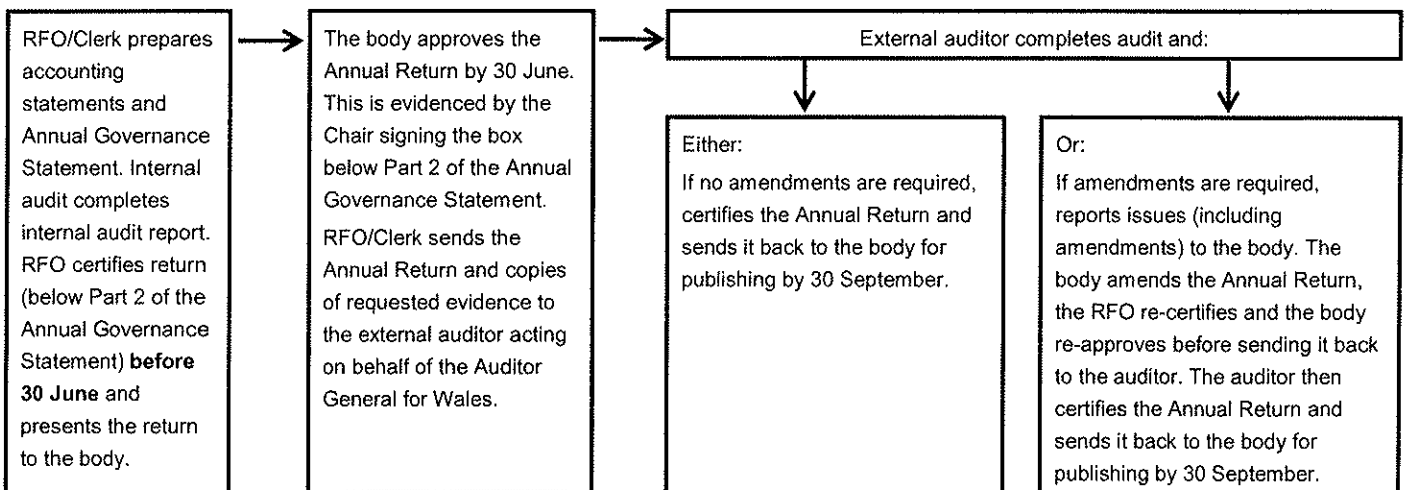 RFO/Clerk prepares
accounting
statements and
Annual Governance
Statement. Internal
audit completes
internal audit report.
RFO certifies return
(below Part 2 of the
Annual Governance
Statement) before
30 June and
presents the return
to the body.
The body approves the
Annual Return by 30 June.
This is evidenced by the
Chair signing the box
below Part 2 of the Annual
Governance Statement.
RFO/Clerk sends the
Annual Return and copies
of requested evidence to
the external auditor acting
on behalf of the Auditor
General for Wales.
External auditor completes audit and:
Either:
If no amendments are required,
certifies the Annual Return and
sends it back to the body for
publishing by 30 September.
Or:
If amendments are required,
reports issues (including
amendments) to the body. The
body amends the Annual Return,
the RFO re-certifies and the body
re-approves before sending it back
to the auditor. The auditor then
certifies the Annual Return and
sends it back to the body for
publishing by 30 September.